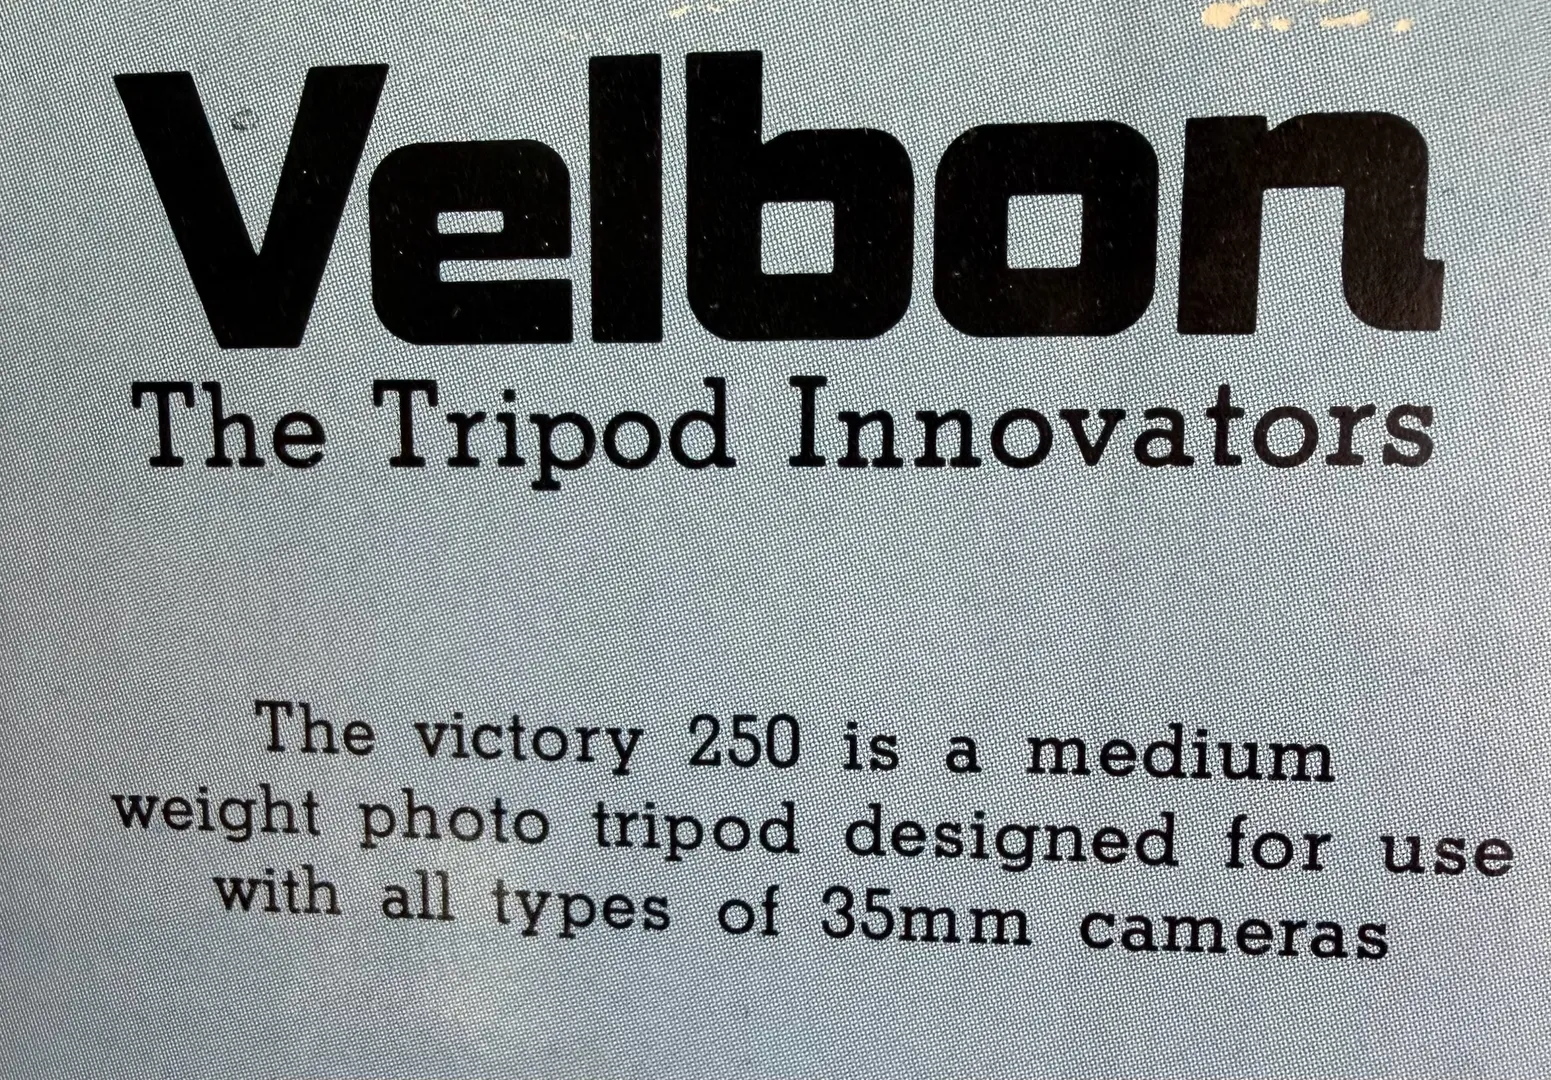 Velbon
The Tripod Innovators
The victory 250 is a medium
weight photo tripod designed for use
with all types of 35mm cameras